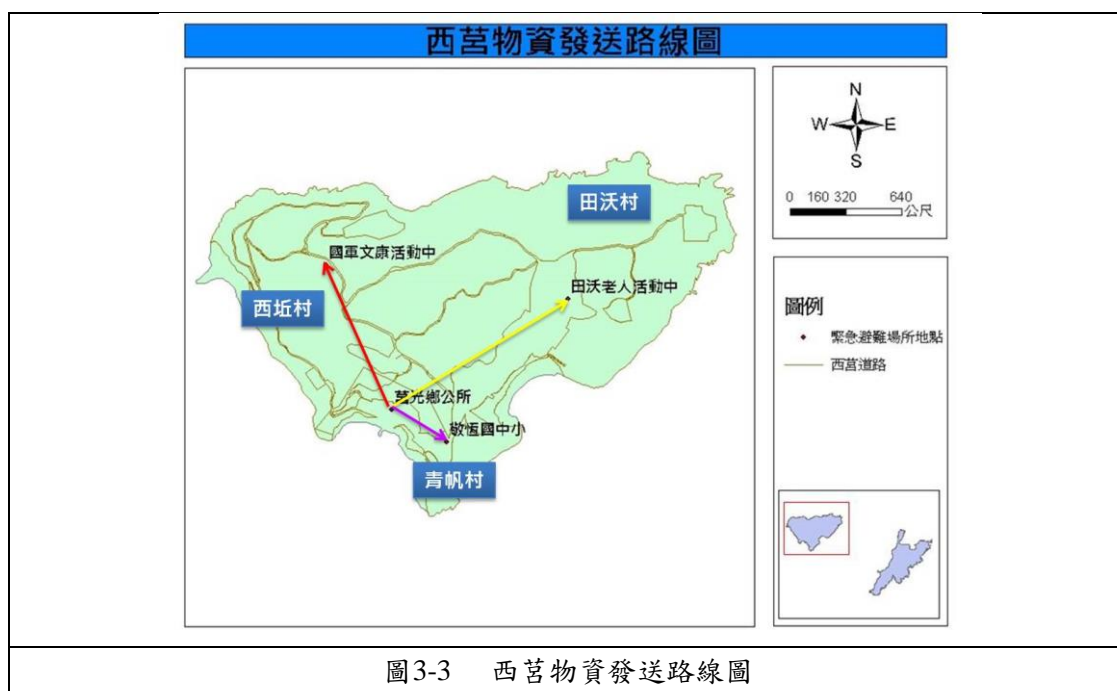 西莒物資發送路線圖
N
W E
S
0 160 320 640
公尺
田沃村
國軍文康活動中
田沃老人活動中
西坵村
莒光鄉公所
敬恆國中小
青帆村
圖例
緊急避難場所地點
西莒道路
圖3-3 西莒物資發送路線圖